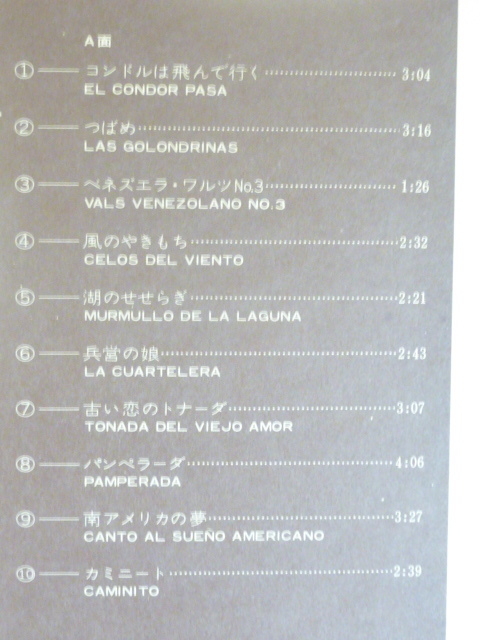 A面
① コンドルは飛んで行く 3:04
EL CONDOR PASA
② つばめ 3:16
LAS GOLONDRINAS
③ ベネズエラ・ワルツNo.3 1:26
VALS VENEZOLANO NO.3
④ 風のやきもち 2:32
CELOS DEL VIENTO
⑤ 湖のせせらぎ 2:21
MURMULLO DE LA LAGUNA
⑥ 兵営の娘 2:43
LA CUARTELERA
⑦ 古い恋のトナーダ 3:07
TONADA DEL VIEJO AMOR
⑧ パンペラーダ 4:06
PAMPERADA
⑨ 南アメリカの夢 3:27
CANTO AL SUEÑO AMERICANO
⑩ カミニート 2:39
CAMINITO